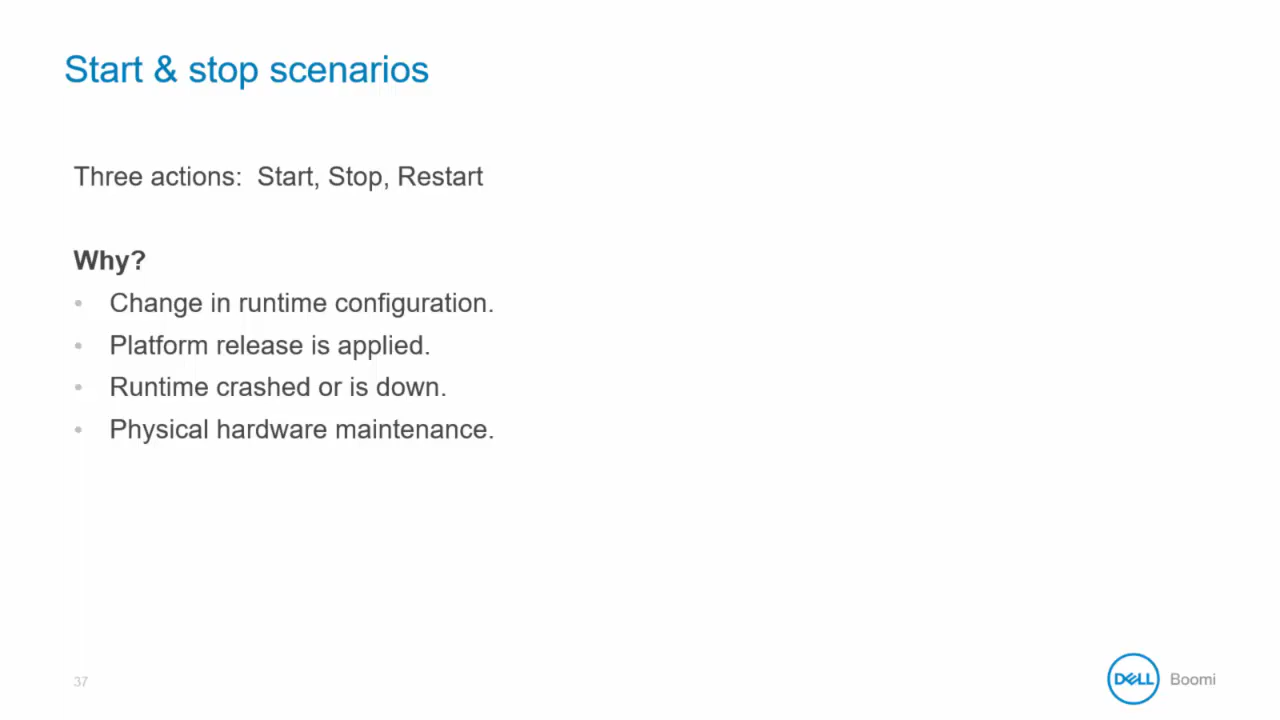 Start & stop scenarios
Three actions:  Start, Stop, Restart
Why?
• Change in runtime configuration.
• Platform release is applied.
• Runtime crashed or is down.
• Physical hardware maintenance.
37
DELL Boomi